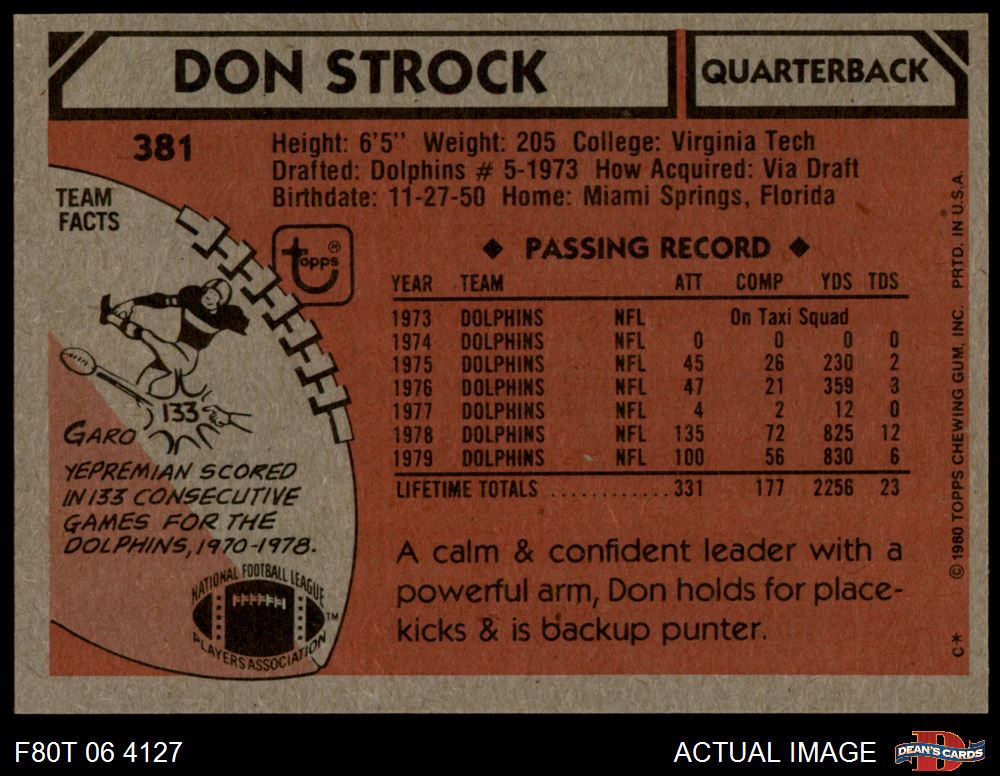 DON STROCK
QUARTERBACK
381
Height: 6'5" Weight: 205 College: Virginia Tech
Drafted: Dolphins # 5-1973 How Acquired: Via Draft
Birthdate: 11-27-50 Home: Miami Springs, Florida
TEAM
FACTS
topps ®
◆ PASSING RECORD ◆
YEAR TEAM ATT COMP YDS TDS
1973 DOLPHINS NFL On Taxi Squad
1974 DOLPHINS NFL 0 0 0 0
1975 DOLPHINS NFL 45 26 230 2
1976 DOLPHINS NFL 47 21 359 3
1977 DOLPHINS NFL 4 2 12 0
1978 DOLPHINS NFL 135 72 825 12
1979 DOLPHINS NFL 100 56 830 6
LIFETIME TOTALS ............ 331 177 2256 23
133
GARO
YEPREMIAN SCORED
IN 133 CONSECUTIVE
GAMES FOR THE
DOLPHINS, 1970-1978.
NATIONAL FOOTBALL LEAGUE
PLAYERS ASSOCIATION
TM
A calm & confident leader with a
powerful arm, Don holds for place-
kicks & is backup punter.
C* © 1980 TOPPS CHEWING GUM, INC. PRTD. IN U.S.A.
F80T 06 4127
ACTUAL IMAGE
D
DEAN'S CARDS